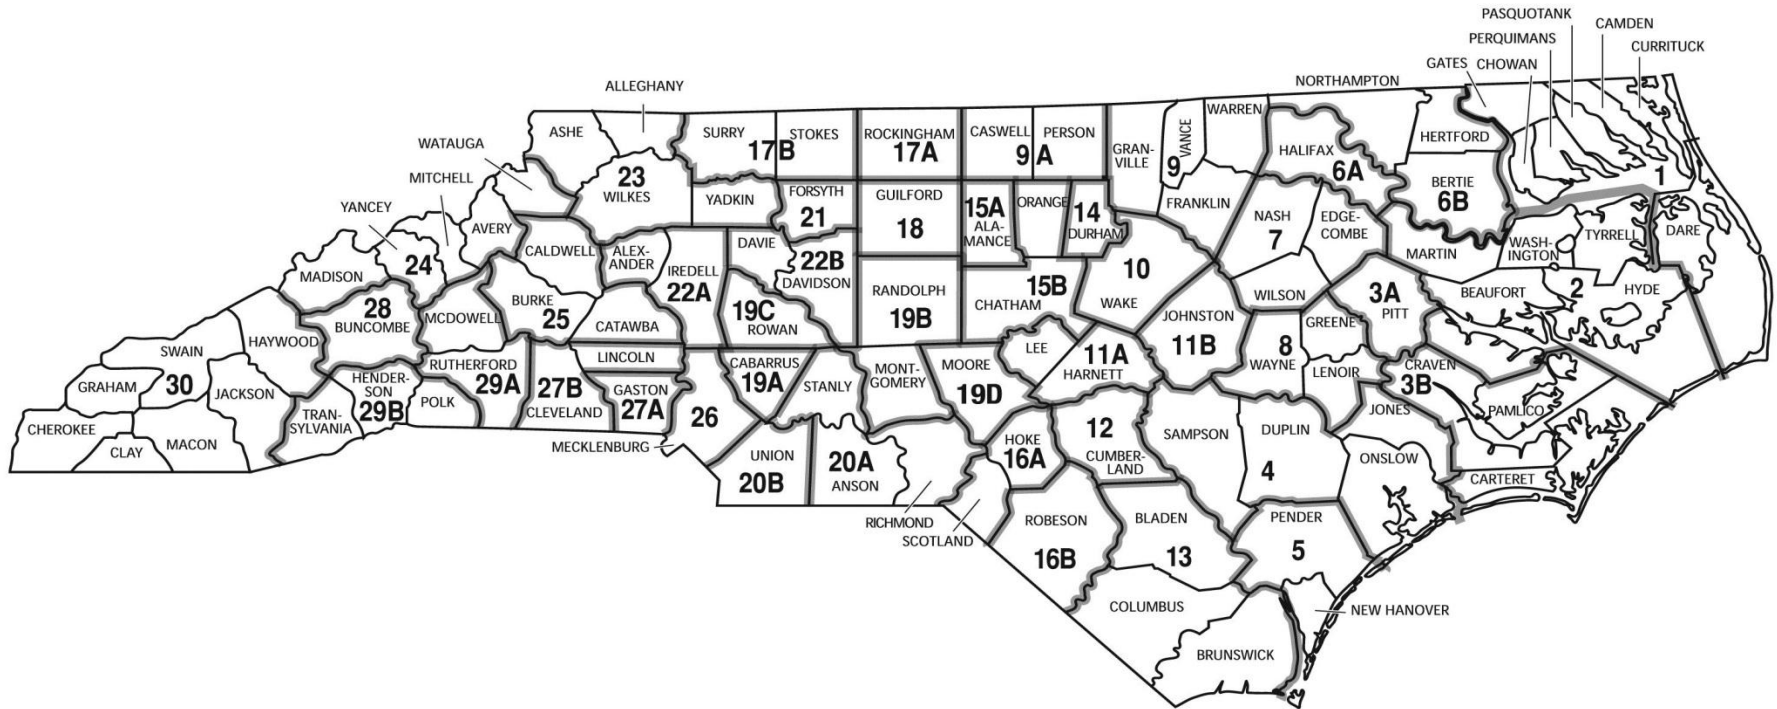 PASQUOTANK
CAMDEN
PERQUIMANS
CURRITUCK
GATES
CHOWAN
NORTHAMPTON
ALLEGHANY
WATAUGA
MITCHELL
YANCEY
ASHE
SURRY
STOKES
17B
ROCKINGHAM
17A
CASWELL
PERSON
9 A
GRAN-
VILLE
VANCE
9
WARREN
HALIFAX
6A
HERTFORD
BERTIE
6B
1
23
WILKES
YADKIN
FORSYTH
21
GUILFORD
18
15A
ALA-
MANCE
ORANGE
14
DURHAM
FRANKLIN
NASH
7
EDGE-
COMBE
MARTIN
WASH-
INGTON
TYRRELL
DARE
AVERY
24
MADISON
CALDWELL
ALEX-
ANDER
IREDELL
22A
DAVIE
22B
DAVIDSON
RANDOLPH
19B
CHATHAM
15B
10
WAKE
JOHNSTON
11B
WILSON
GREENE
3A
PITT
BEAUFORT
2
HYDE
28
BUNCOMBE
MCDOWELL
BURKE
25
CATAWBA
19C
ROWAN
HAYWOOD
SWAIN
GRAHAM
30
JACKSON
CHEROKEE
CLAY
MACON
TRAN-
SYLVANIA
HENDER-
SON
29B
POLK
RUTHERFORD
29A
27B
CLEVELAND
LINCOLN
GASTON
27A
26
MECKLENBURG
CABARRUS
19A
STANLY
MONT-
GOMERY
MOORE
19D
LEE
11A
HARNETT
8
WAYNE
LENOIR
CRAVEN
3B
JONES
PAMLICO
CARTERET
ONSLOW
UNION
20B
20A
ANSON
RICHMOND
SCOTLAND
HOKE
16A
12
CUMBER-
LAND
SAMPSON
DUPLIN
4
ROBESON
16B
BLADEN
13
PENDER
5
NEW HANOVER
COLUMBUS
BRUNSWICK